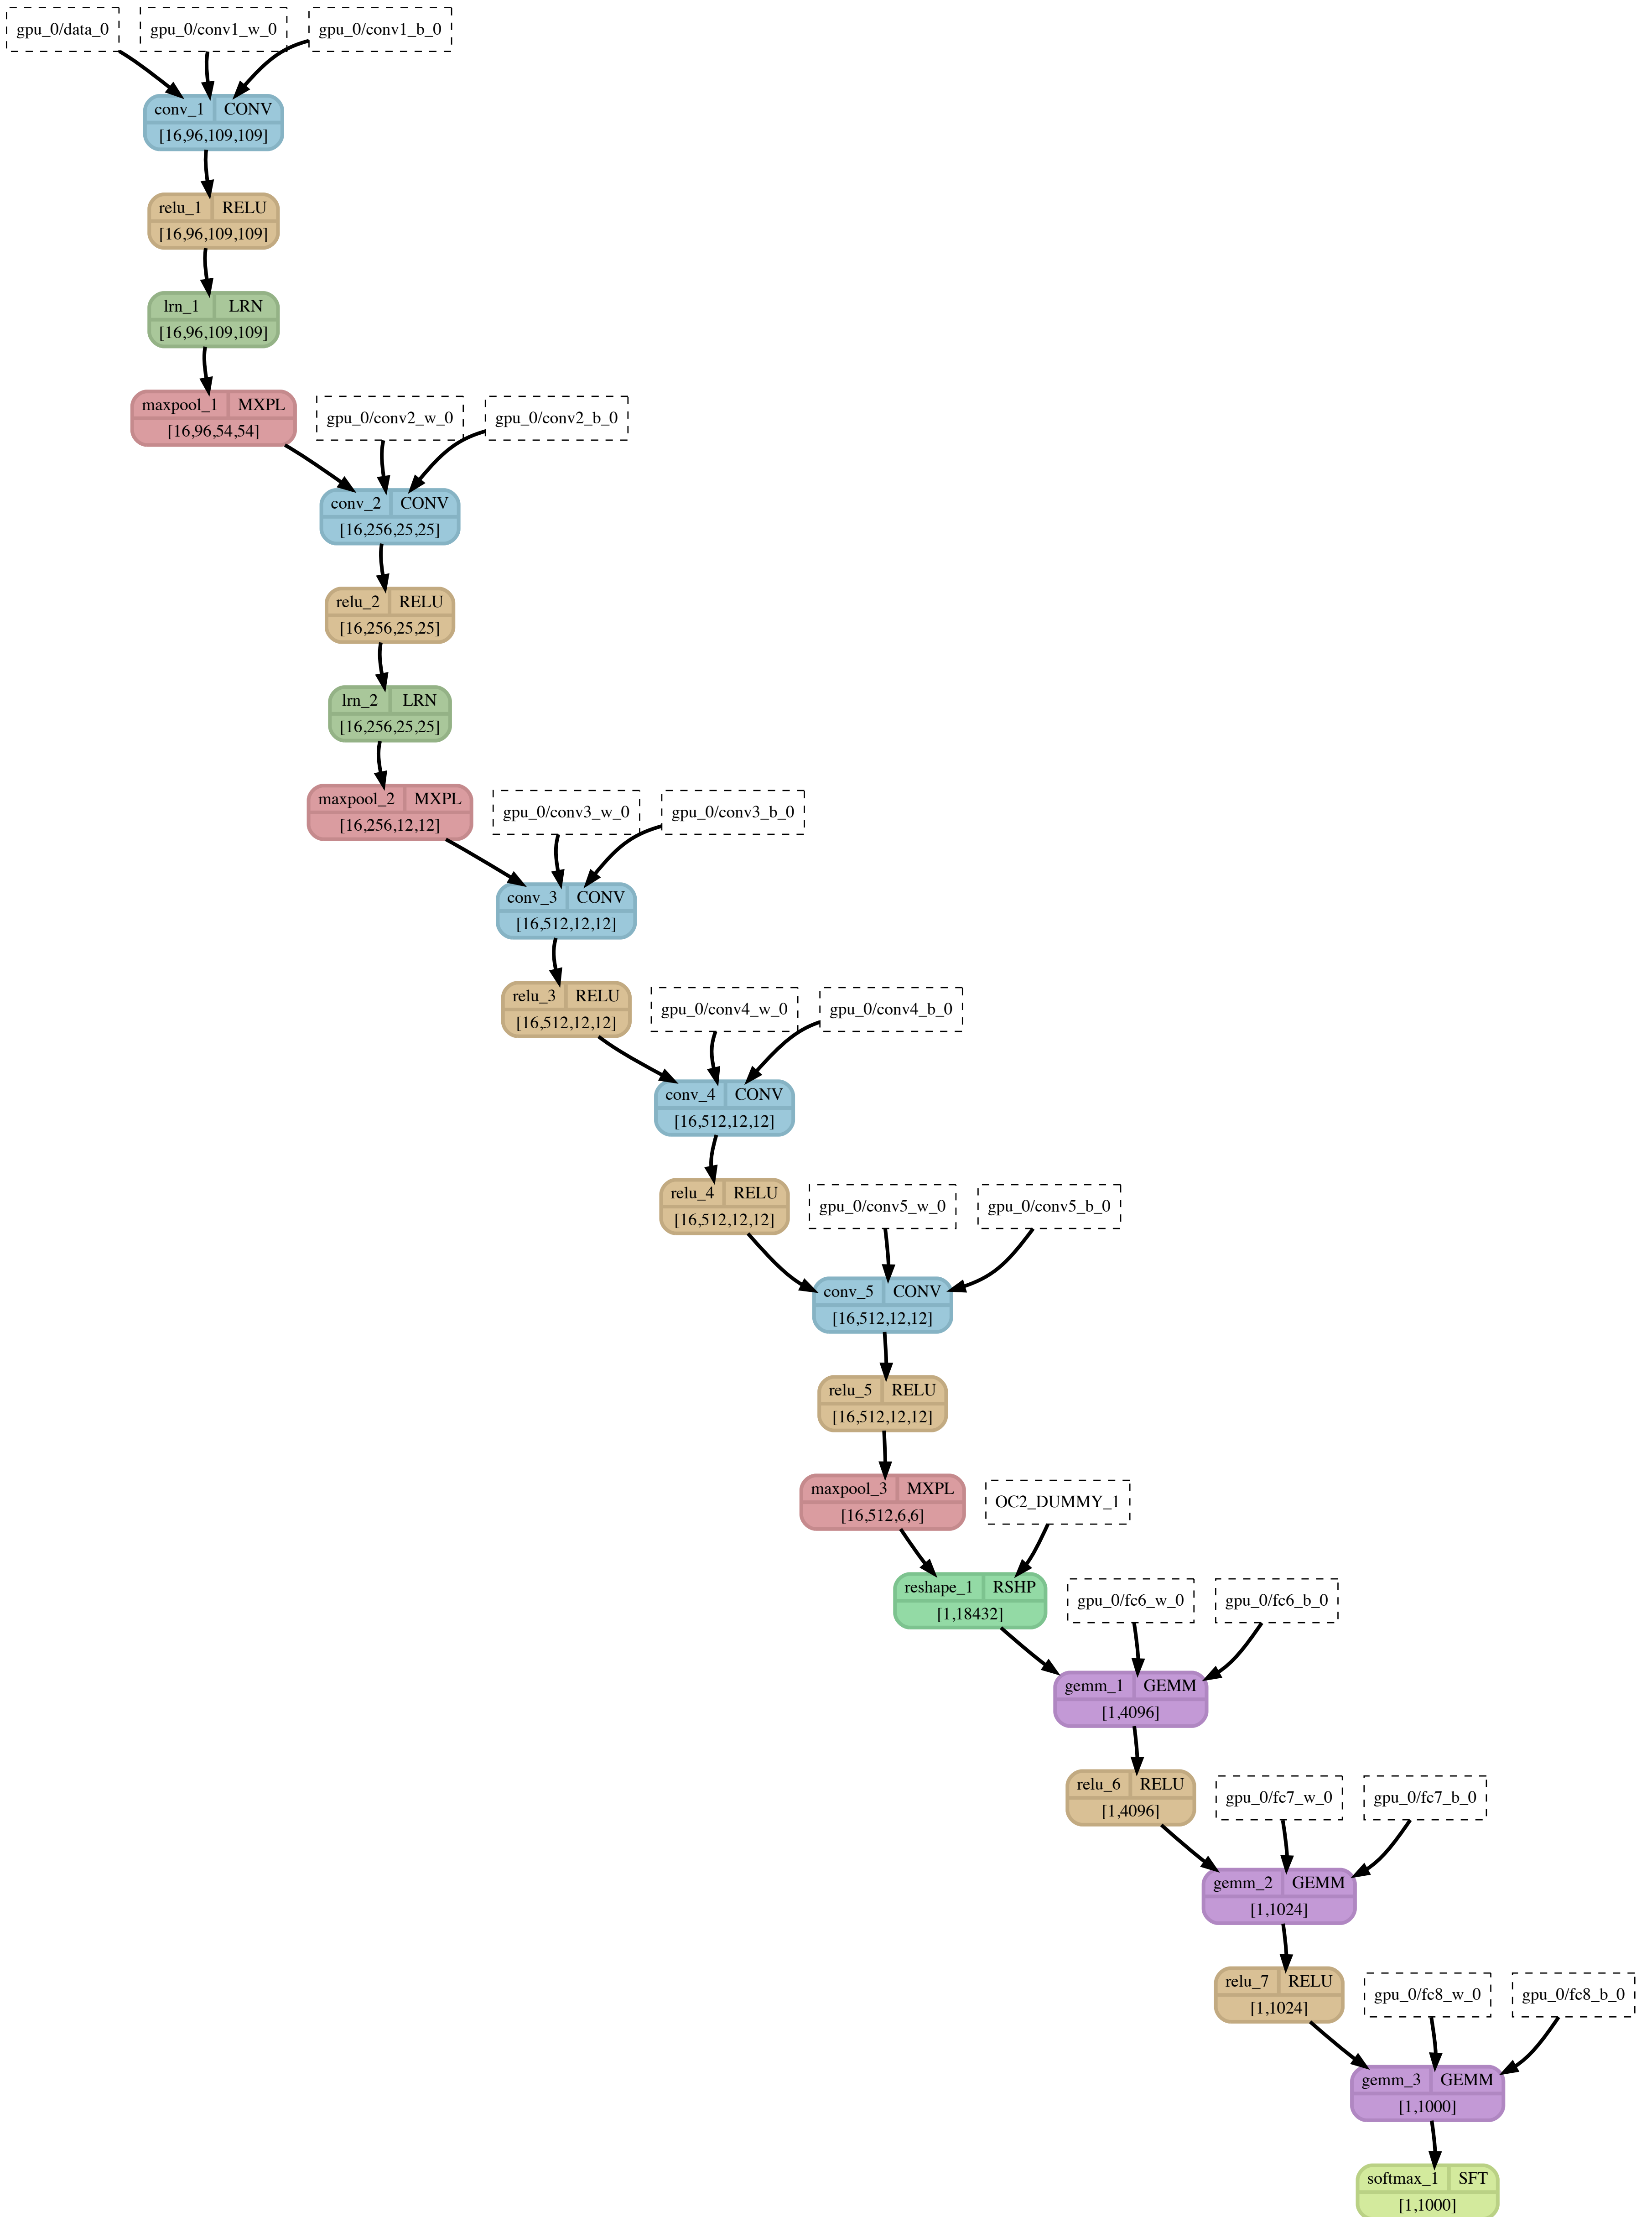 gpu_0/data_0 gpu_0/conv1_w_0 gpu_0/conv1_b_0
conv_1 CONV
[16,96,109,109]
relu_1 RELU
[16,96,109,109]
lrn_1 LRN
[16,96,109,109]
maxpool_1 MXPL
[16,96,54,54]
gpu_0/conv2_w_0 gpu_0/conv2_b_0
conv_2 CONV
[16,256,25,25]
relu_2 RELU
[16,256,25,25]
lrn_2 LRN
[16,256,25,25]
maxpool_2 MXPL
[16,256,12,12]
gpu_0/conv3_w_0 gpu_0/conv3_b_0
conv_3 CONV
[16,512,12,12]
relu_3 RELU
[16,512,12,12]
gpu_0/conv4_w_0 gpu_0/conv4_b_0
conv_4 CONV
[16,512,12,12]
relu_4 RELU
[16,512,12,12]
gpu_0/conv5_w_0 gpu_0/conv5_b_0
conv_5 CONV
[16,512,12,12]
relu_5 RELU
[16,512,12,12]
maxpool_3 MXPL
[16,512,6,6]
OC2_DUMMY_1
reshape_1 RSHP
[1,18432]
gpu_0/fc6_w_0 gpu_0/fc6_b_0
gemm_1 GEMM
[1,4096]
relu_6 RELU
[1,4096]
gpu_0/fc7_w_0 gpu_0/fc7_b_0
gemm_2 GEMM
[1,1024]
relu_7 RELU
[1,1024]
gpu_0/fc8_w_0 gpu_0/fc8_b_0
gemm_3 GEMM
[1,1000]
softmax_1 SFT
[1,1000]